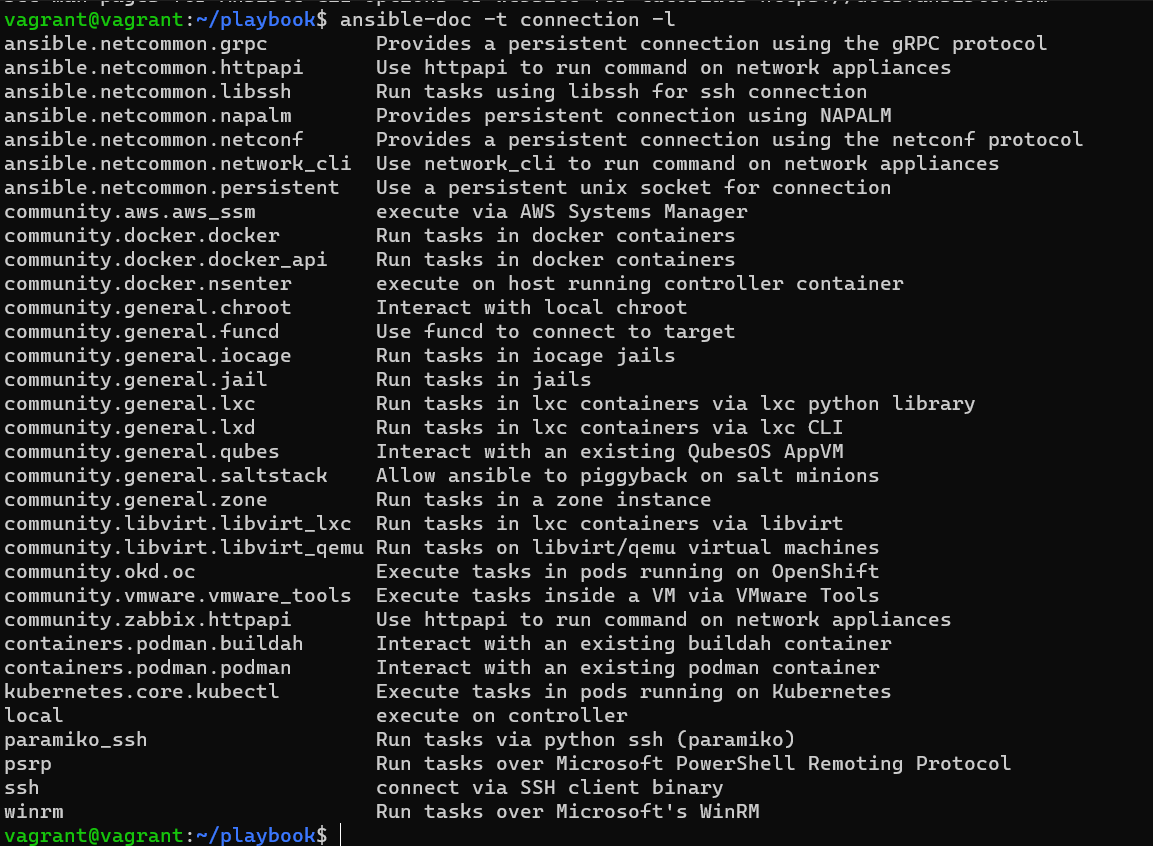 vagrant@vagrant:~/playbook$ ansible-doc -t connection -l
ansible.netcommon.grpc         Provides a persistent connection using the gRPC protocol
ansible.netcommon.httpapi      Use httpapi to run command on network appliances
ansible.netcommon.libssh       Run tasks using libssh for ssh connection
ansible.netcommon.napalm       Provides persistent connection using NAPALM
ansible.netcommon.netconf      Provides a persistent connection using the netconf protocol
ansible.netcommon.network_cli  Use network_cli to run command on network appliances
ansible.netcommon.persistent   Use a persistent unix socket for connection
community.aws.aws_ssm          execute via AWS Systems Manager
community.docker.docker        Run tasks in docker containers
community.docker.docker_api    Run tasks in docker containers
community.docker.nsenter       execute on host running controller container
community.general.chroot       Interact with local chroot
community.general.funcd        Use funcd to connect to target
community.general.iocage       Run tasks in iocage jails
community.general.jail         Run tasks in jails
community.general.lxc          Run tasks in lxc containers via lxc python library
community.general.lxd          Run tasks in lxc containers via lxc CLI
community.general.qubes        Interact with an existing QubesOS AppVM
community.general.saltstack    Allow ansible to piggyback on salt minions
community.general.zone         Run tasks in a zone instance
community.libvirt.libvirt_lxc  Run tasks in lxc containers via libvirt
community.libvirt.libvirt_qemu Run tasks on libvirt/qemu virtual machines
community.okd.oc               Execute tasks in pods running on OpenShift
community.vmware.vmware_tools  Execute tasks inside a VM via VMware Tools
community.zabbix.httpapi       Use httpapi to run command on network appliances
containers.podman.buildah      Interact with an existing buildah container
containers.podman.podman       Interact with an existing podman container
kubernetes.core.kubectl        Execute tasks in pods running on Kubernetes
local                          execute on controller
paramiko_ssh                   Run tasks via python ssh (paramiko)
psrp                           Run tasks over Microsoft PowerShell Remoting Protocol
ssh                            connect via SSH client binary
winrm                          Run tasks over Microsoft's WinRM
vagrant@vagrant:~/playbook$